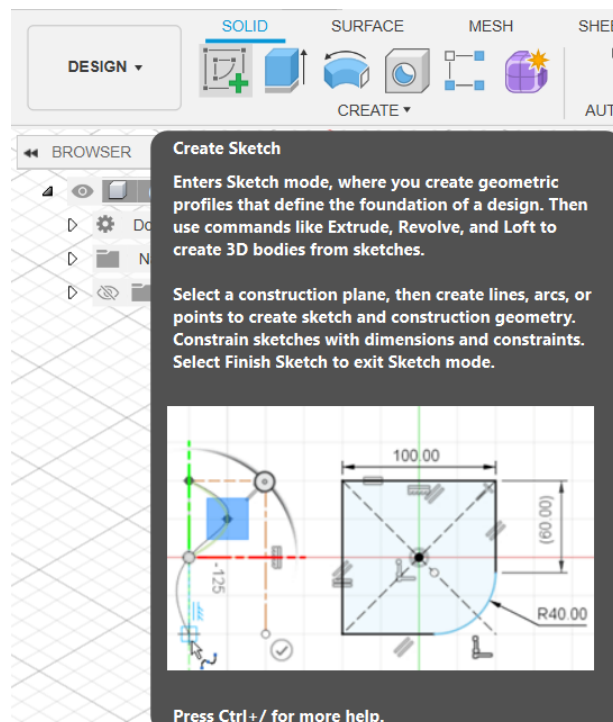 SOLID SURFACE MESH SHEE
DESIGN
CREATE
AUT
BROWSER
Do
N
Create Sketch
Enters Sketch mode, where you create geometric
profiles that define the foundation of a design. Then
use commands like Extrude, Revolve, and Loft to
create 3D bodies from sketches.
Select a construction plane, then create lines, arcs, or
points to create sketch and construction geometry.
Constrain sketches with dimensions and constraints.
Select Finish Sketch to exit Sketch mode.
100.00
(60.00)
-125
R40.00
Press Ctrl+/ for more help.